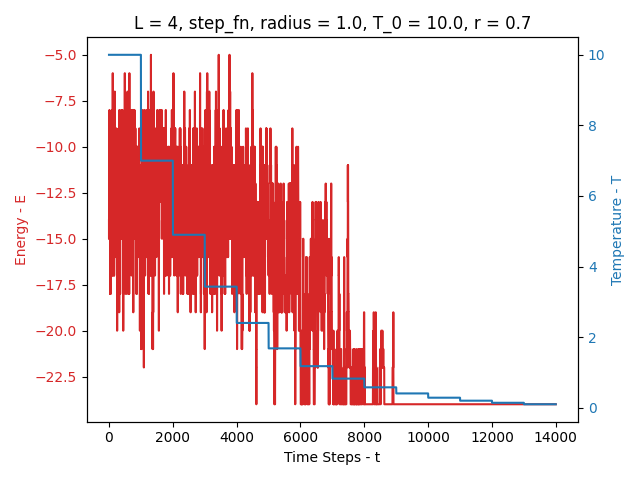 L = 4, step_fn, radius = 1.0, T_0 = 10.0, r = 0.7
−5.0
−7.5
−10.0
−12.5
−15.0
−17.5
−20.0
−22.5
Energy - E
10
8
6
4
2
0
Temperature - T
0 2000 4000 6000 8000 10000 12000 14000
Time Steps - t